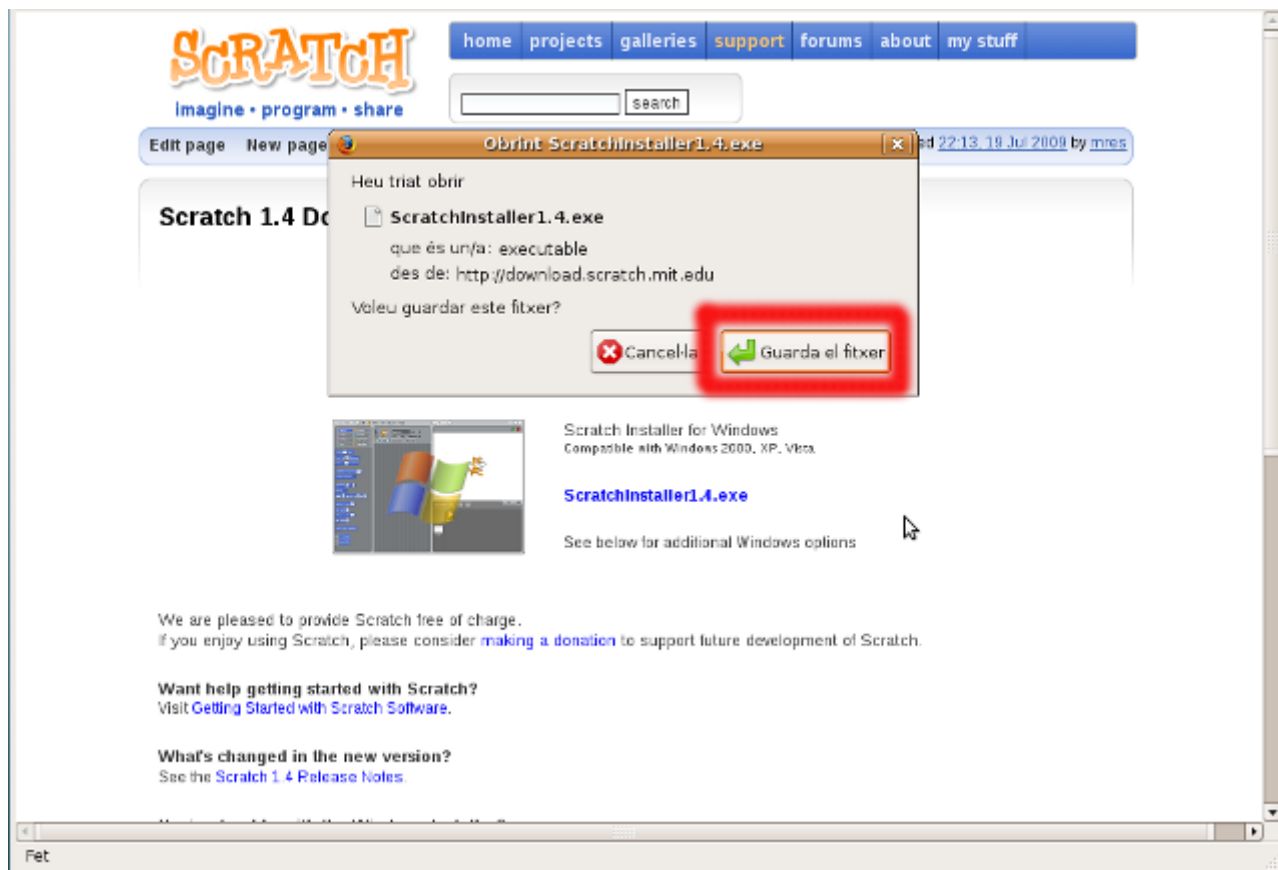 SCRATCH
imagine • program • share
home projects galleries support forums about my stuff
search
Edit page New page
Obrint ScratchInstaller1.4.exe
ed 22:13, 19 Jul 2009 by mres
Heu triat obrir
ScratchInstaller1.4.exe
que és un/a: executable
des de: http://download.scratch.mit.edu
Voleu guardar este fitxer?
Cancel·la
Guarda el fitxer
Scratch 1.4 Do
Scratch Installer for Windows
Compatible with Windows 2000, XP, Vista
ScratchInstaller1.4.exe
See below for additional Windows options
We are pleased to provide Scratch free of charge.
If you enjoy using Scratch, please consider making a donation to support future development of Scratch.
Want help getting started with Scratch?
Visit Getting Started with Scratch Software.
What's changed in the new version?
See the Scratch 1.4 Release Notes.
Fet